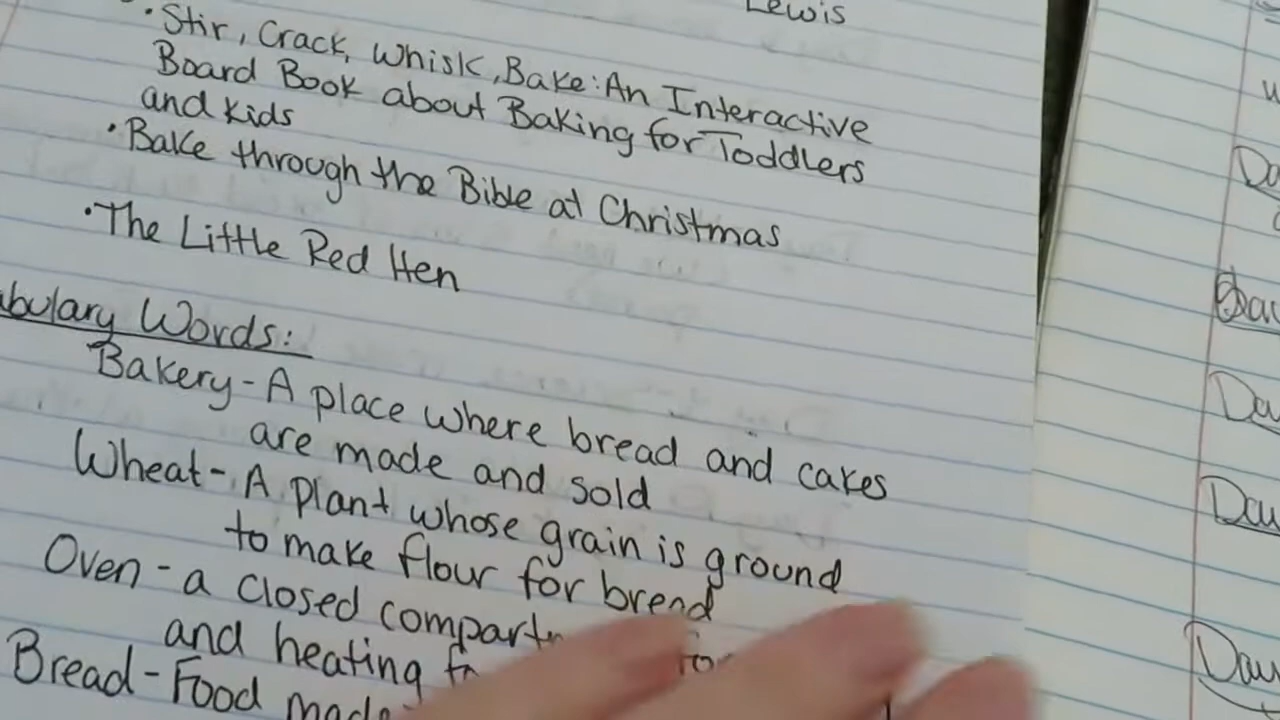 Lewis
• Stir, Crack, Whisk, Bake: An Interactive
Board Book about Baking for Toddlers
and Kids
• Bake through the Bible at Christmas
• The Little Red Hen
abulary Words:
Bakery - A place where bread and cakes
are made and sold
Wheat - A plant whose grain is ground
to make flour for bread
Oven - a closed
and heating
Bread - Food made